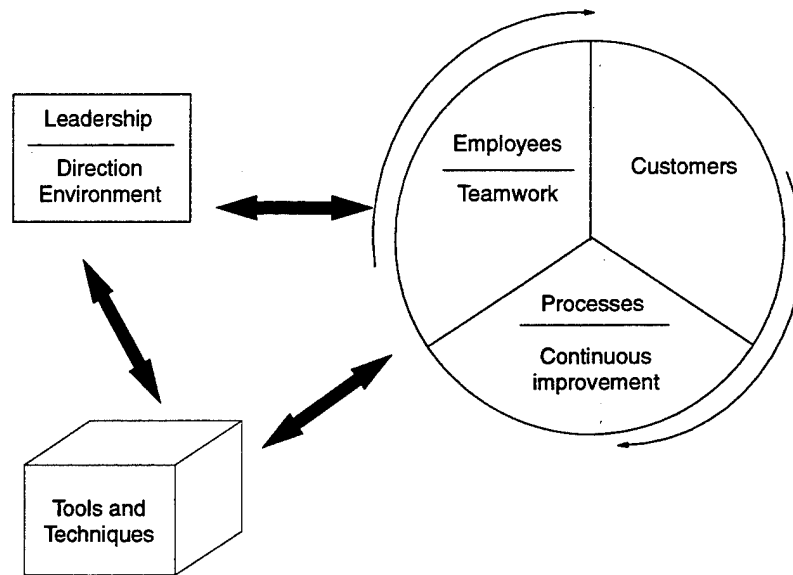 Leadership
Direction
Environment
Employees
Teamwork
Customers
Processes
Continuous
improvement
Tools and
Techniques